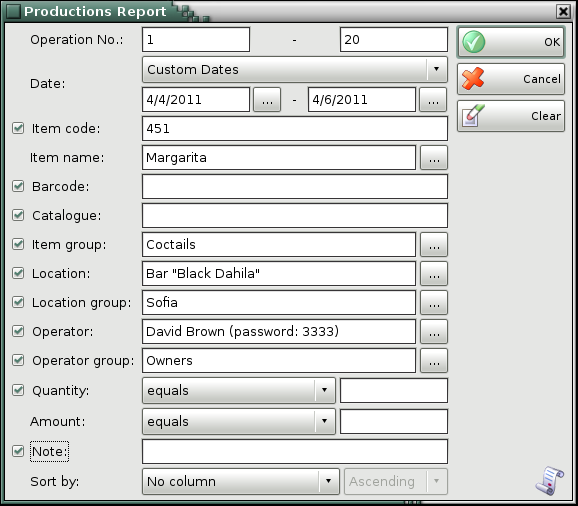 Productions Report
Operation No.: 1 - 20 OK
Custom Dates
Date:
Cancel
4/4/2011 ... - 4/6/2011 ...
Item code: 451 Clear
Item name: Margarita ...
Barcode:
Catalogue:
Item group: Coctails ...
Location: Bar "Black Dahila" ...
Location group: Sofia ...
Operator: David Brown (password: 3333) ...
Operator group: Owners ...
Quantity: equals
Amount: equals
Note:
Sort by: No column Ascending